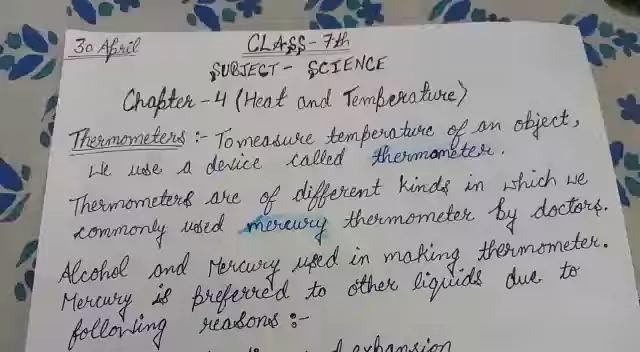 30 April
CLASS - 7th
SUBJECT - SCIENCE
Chapter - 4 (Heat and Temperature)
Thermometers :- To measure temperature of an object,
we use a device called thermometer.
Thermometers are of different kinds in which we
commonly used mercury thermometer by doctors.
Alcohol and Mercury used in making thermometer.
Mercury is preferred to other liquids due to
following reasons :-
expansion